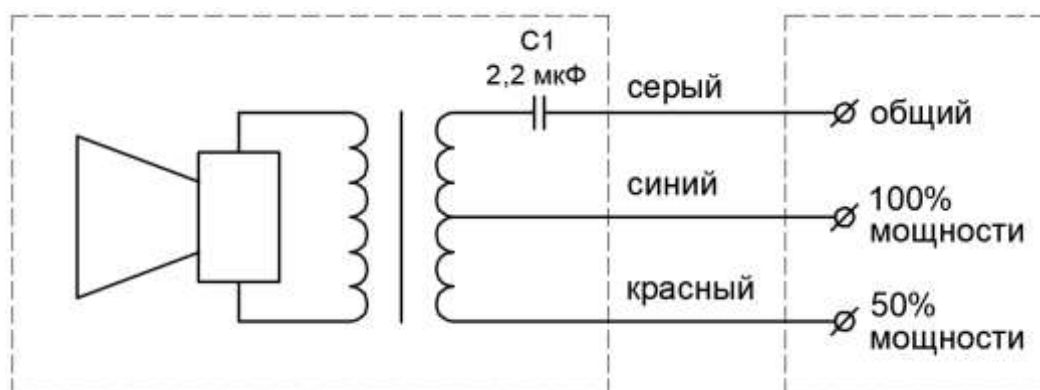 C1
2,2 мкФ
серый
общий
синий
100%
мощности
красный
50%
мощности